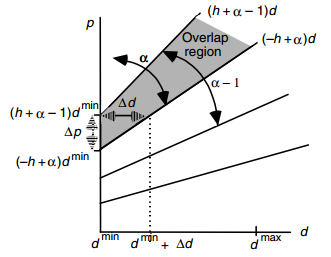 p
(h + α – 1)d
Overlap
region
(-h + α)d
α
α – 1
(h + α – 1)d min
Δd
Δp
(-h + α)d min
d min
d min + Δd
d max
d